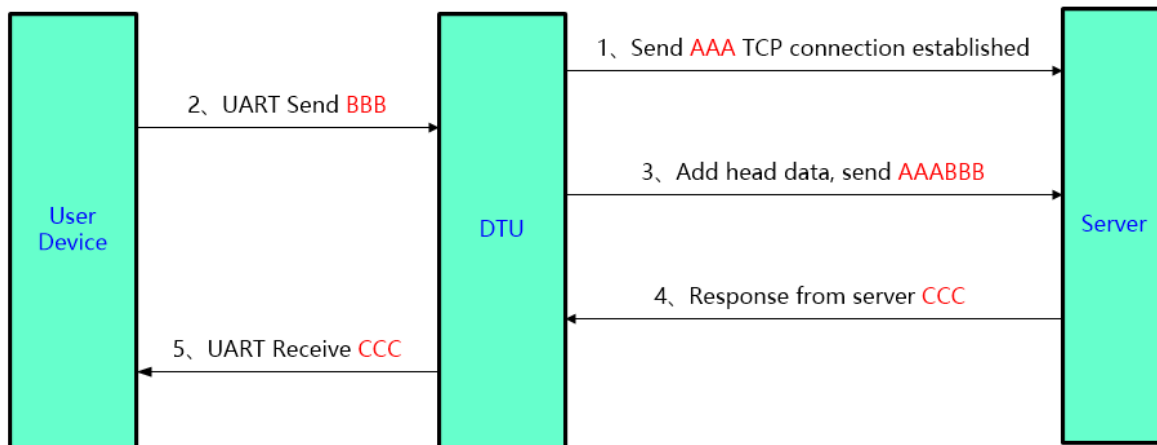 1、Send AAA TCP connection established
2、UART Send BBB
3、Add head data, send AAABBB
User
Device
DTU
Server
4、Response from server CCC
5、UART Receive CCC